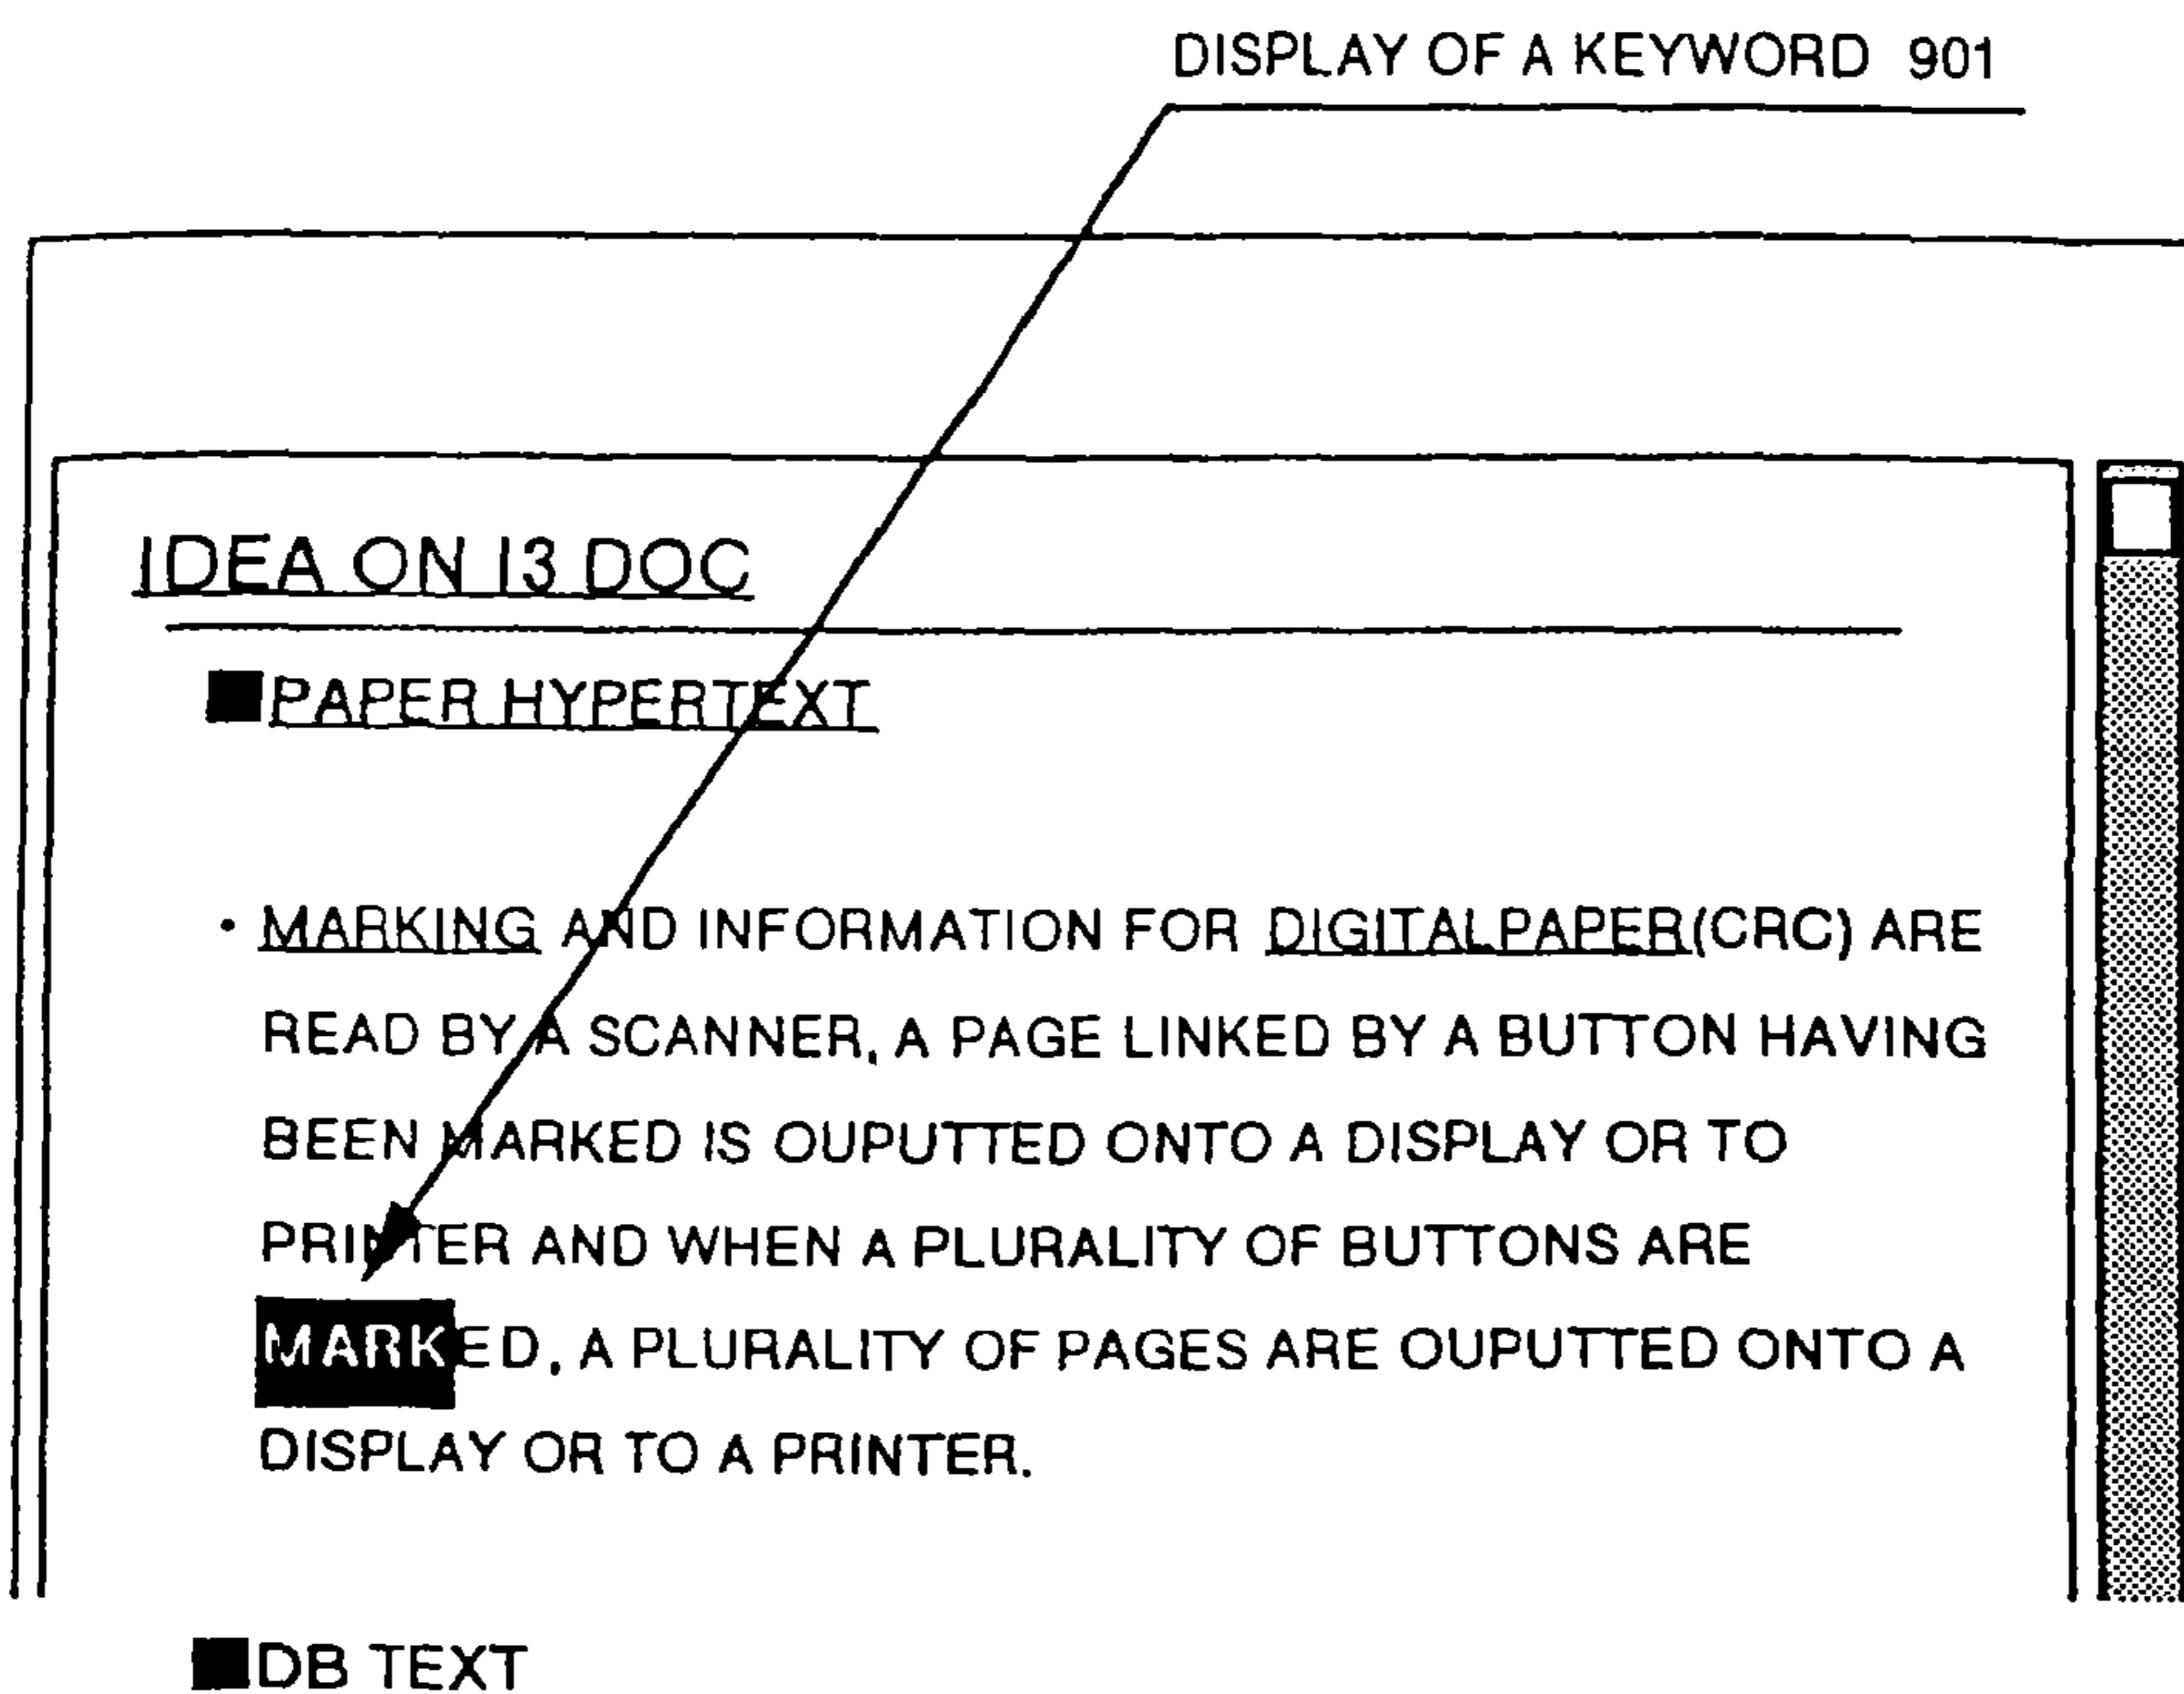 DISPLAY OF A KEYWORD 901
IDEA ON I3 DOC
■PAPER HYPERTEXT
・MARKING AND INFORMATION FOR DIGITALPAPER(CRC) ARE
READ BY A SCANNER, A PAGE LINKED BY A BUTTON HAVING
BEEN MARKED IS OUPUTTED ONTO A DISPLAY OR TO
PRINTER AND WHEN A PLURALITY OF BUTTONS ARE
MARKED, A PLURALITY OF PAGES ARE OUPUTTED ONTO A
DISPLAY OR TO A PRINTER.
■DB TEXT